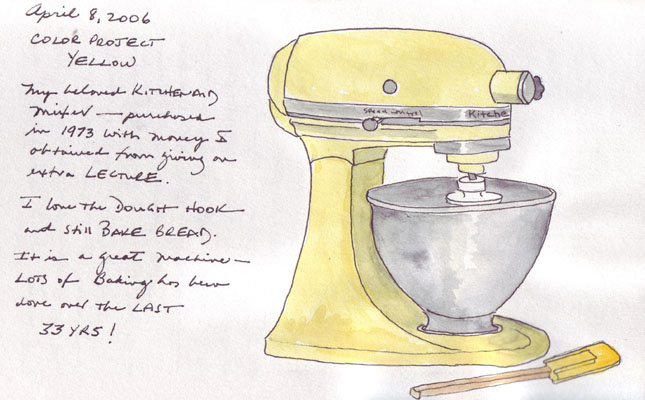 April 8, 2006
COLOR PROJECT
YELLOW
My beloved KITCHENAID
mixer — purchased
in 1973 with money I
obtained from giving an
extra LECTURE.
I love the DOUGH HOOK
and still BAKE BREAD.
It is a great machine —
LOTS of Baking has been
done over the LAST
33 YRS!
Speed Control
Kitche